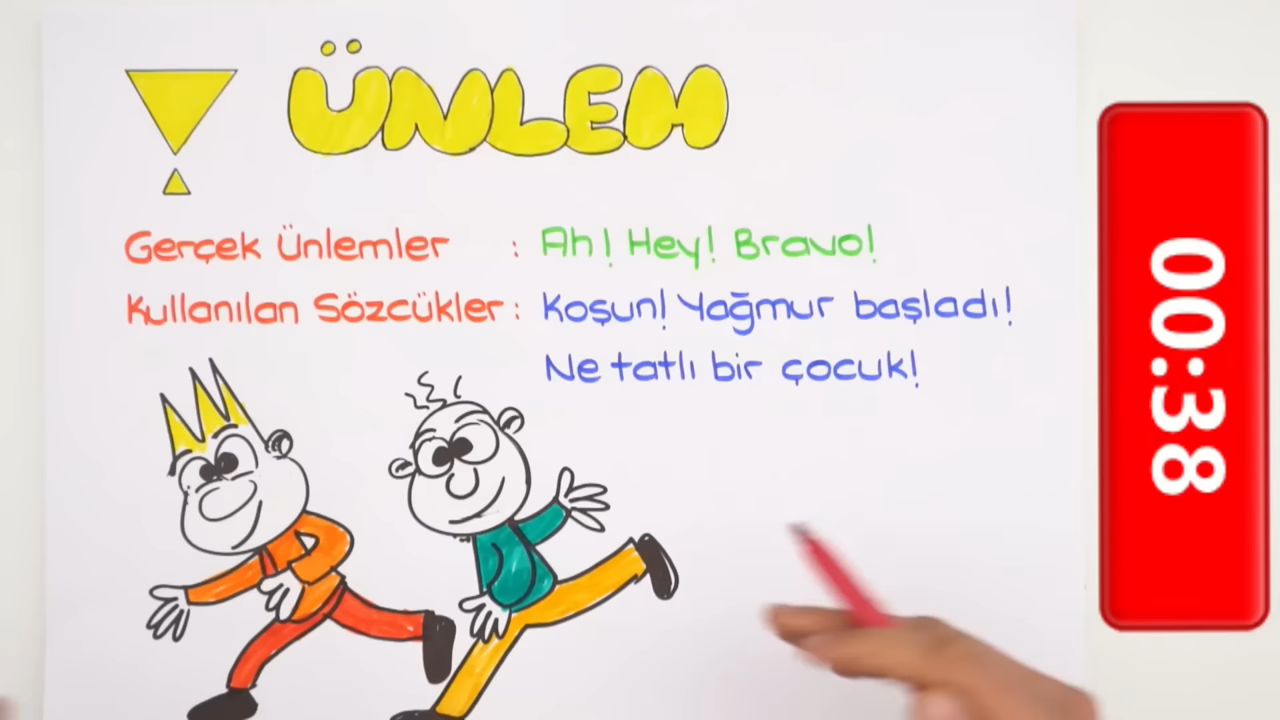 ÜNLEM
Gerçek Ünlemler : Ah! Hey! Bravo!
Kullanılan Sözcükler: Koşun! Yağmur başladı!
Ne tatlı bir çocuk!
00:38